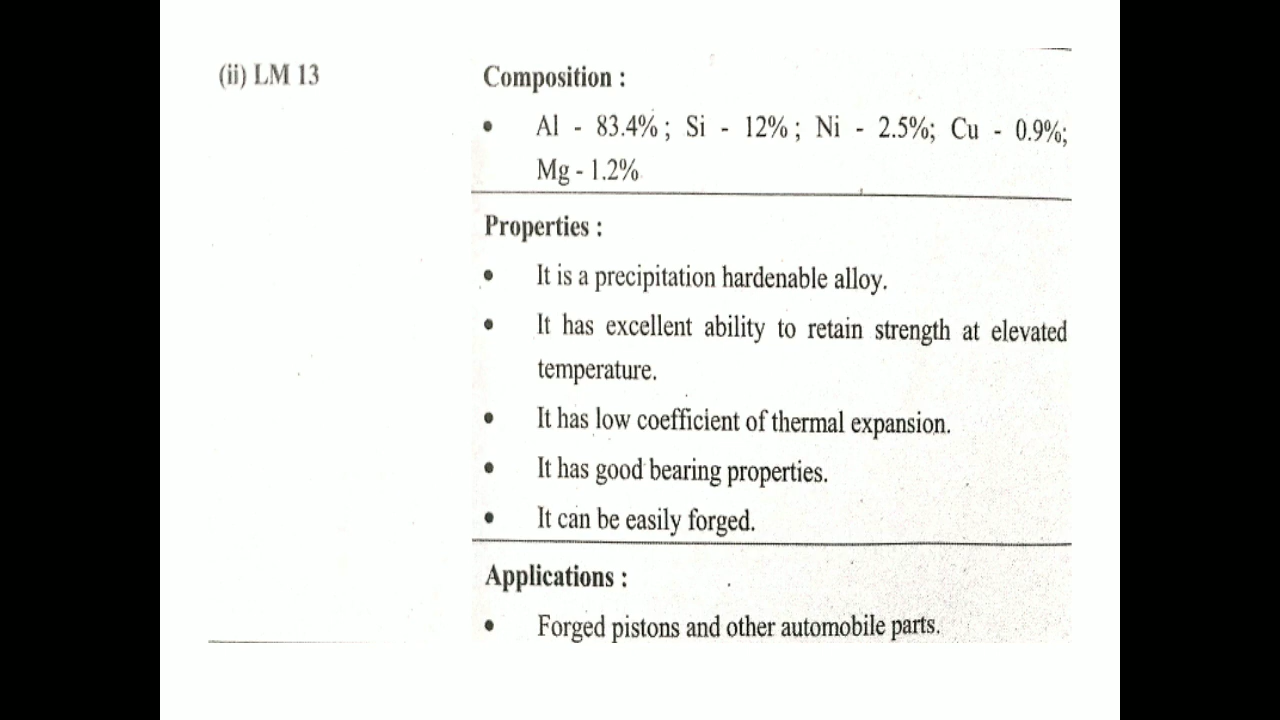 (ii) LM 13
Composition :
• Al - 83.4% ; Si - 12% ; Ni - 2.5%; Cu - 0.9%;
Mg - 1.2%
Properties :
• It is a precipitation hardenable alloy.
• It has excellent ability to retain strength at elevated
temperature.
• It has low coefficient of thermal expansion.
• It has good bearing properties.
• It can be easily forged.
Applications :
• Forged pistons and other automobile parts.